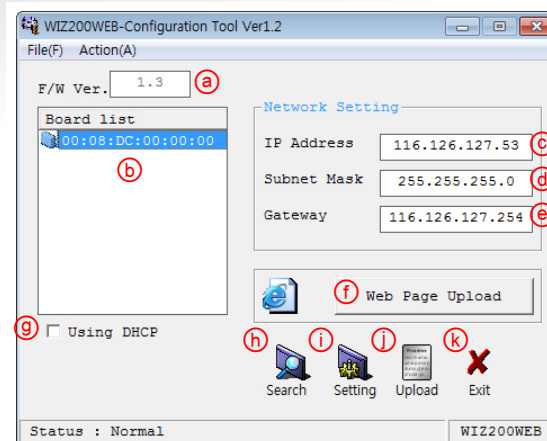 WIZ200WEB-Configuration Tool Ver1.2
File(F) Action(A)
F/W Ver. 1.3 a
Board list
00:08:DC:00:00:00
b
Network Setting
IP Address 116.126.127.53 c
Subnet Mask 255.255.255.0 d
Gateway 116.126.127.254 e
f Web Page Upload
g Using DHCP
h i j k
Search Setting Upload Exit
Status : Normal WIZ200WEB